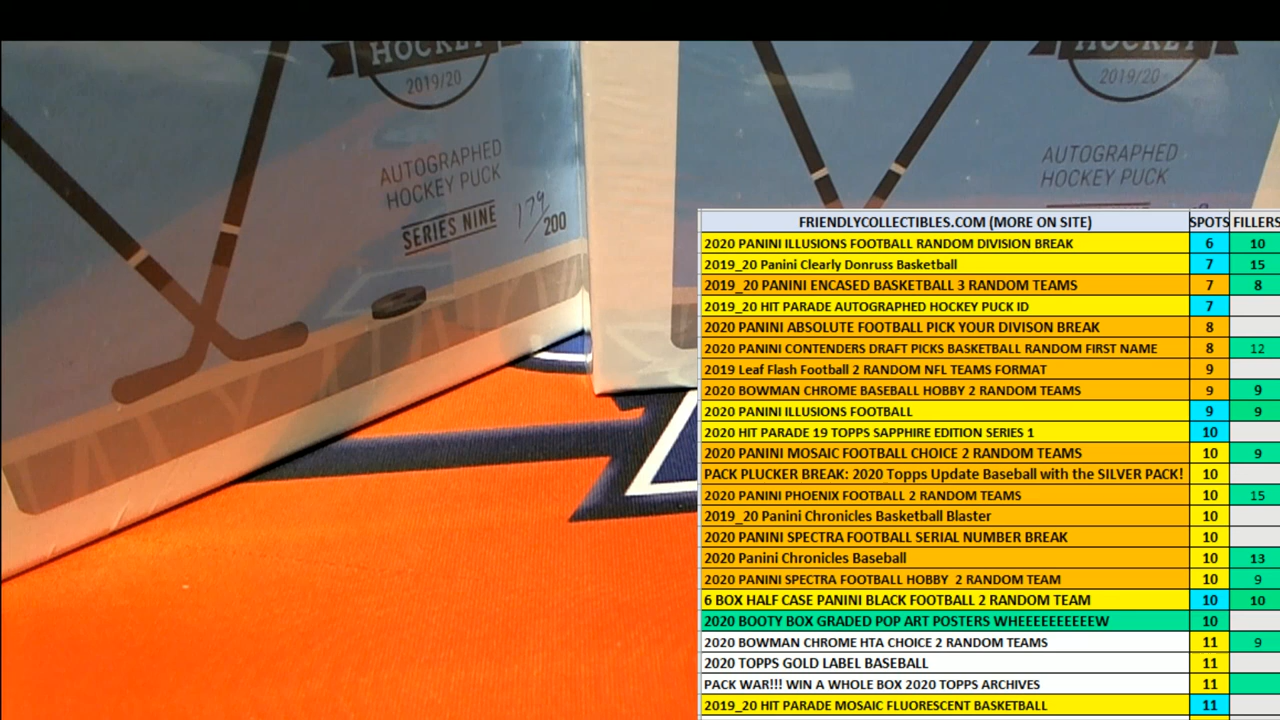 HOCKEY
2019/20
AUTOGRAPHED
HOCKEY PUCK
SERIES NINE 179/200
HOCKEY
2019/20
AUTOGRAPHED
HOCKEY PUCK
FRIENDLYCOLLECTIBLES.COM (MORE ON SITE) SPOTS FILLERS
2020 PANINI ILLUSIONS FOOTBALL RANDOM DIVISION BREAK 6 10
2019_20 Panini Clearly Donruss Basketball 7 15
2019_20 PANINI ENCASED BASKETBALL 3 RANDOM TEAMS 7 8
2019_20 HIT PARADE AUTOGRAPHED HOCKEY PUCK ID 7
2020 PANINI ABSOLUTE FOOTBALL PICK YOUR DIVISON BREAK 8
2020 PANINI CONTENDERS DRAFT PICKS BASKETBALL RANDOM FIRST NAME 8 12
2019 Leaf Flash Football 2 RANDOM NFL TEAMS FORMAT 9
2020 BOWMAN CHROME BASEBALL HOBBY 2 RANDOM TEAMS 9 9
2020 PANINI ILLUSIONS FOOTBALL 9 9
2020 HIT PARADE 19 TOPPS SAPPHIRE EDITION SERIES 1 10
2020 PANINI MOSAIC FOOTBALL CHOICE 2 RANDOM TEAMS 10 9
PACK PLUCKER BREAK: 2020 Topps Update Baseball with the SILVER PACK! 10
2020 PANINI PHOENIX FOOTBALL 2 RANDOM TEAMS 10 15
2019_20 Panini Chronicles Basketball Blaster 10
2020 PANINI SPECTRA FOOTBALL SERIAL NUMBER BREAK 10
2020 Panini Chronicles Baseball 10 13
2020 PANINI SPECTRA FOOTBALL HOBBY 2 RANDOM TEAM 10 9
6 BOX HALF CASE PANINI BLACK FOOTBALL 2 RANDOM TEAM 10 10
2020 BOOTY BOX GRADED POP ART POSTERS WHEEEEEEEEEW 10
2020 BOWMAN CHROME HTA CHOICE 2 RANDOM TEAMS 11 9
2020 TOPPS GOLD LABEL BASEBALL 11
PACK WAR!!! WIN A WHOLE BOX 2020 TOPPS ARCHIVES 11
2019_20 HIT PARADE MOSAIC FLUORESCENT BASKETBALL 11